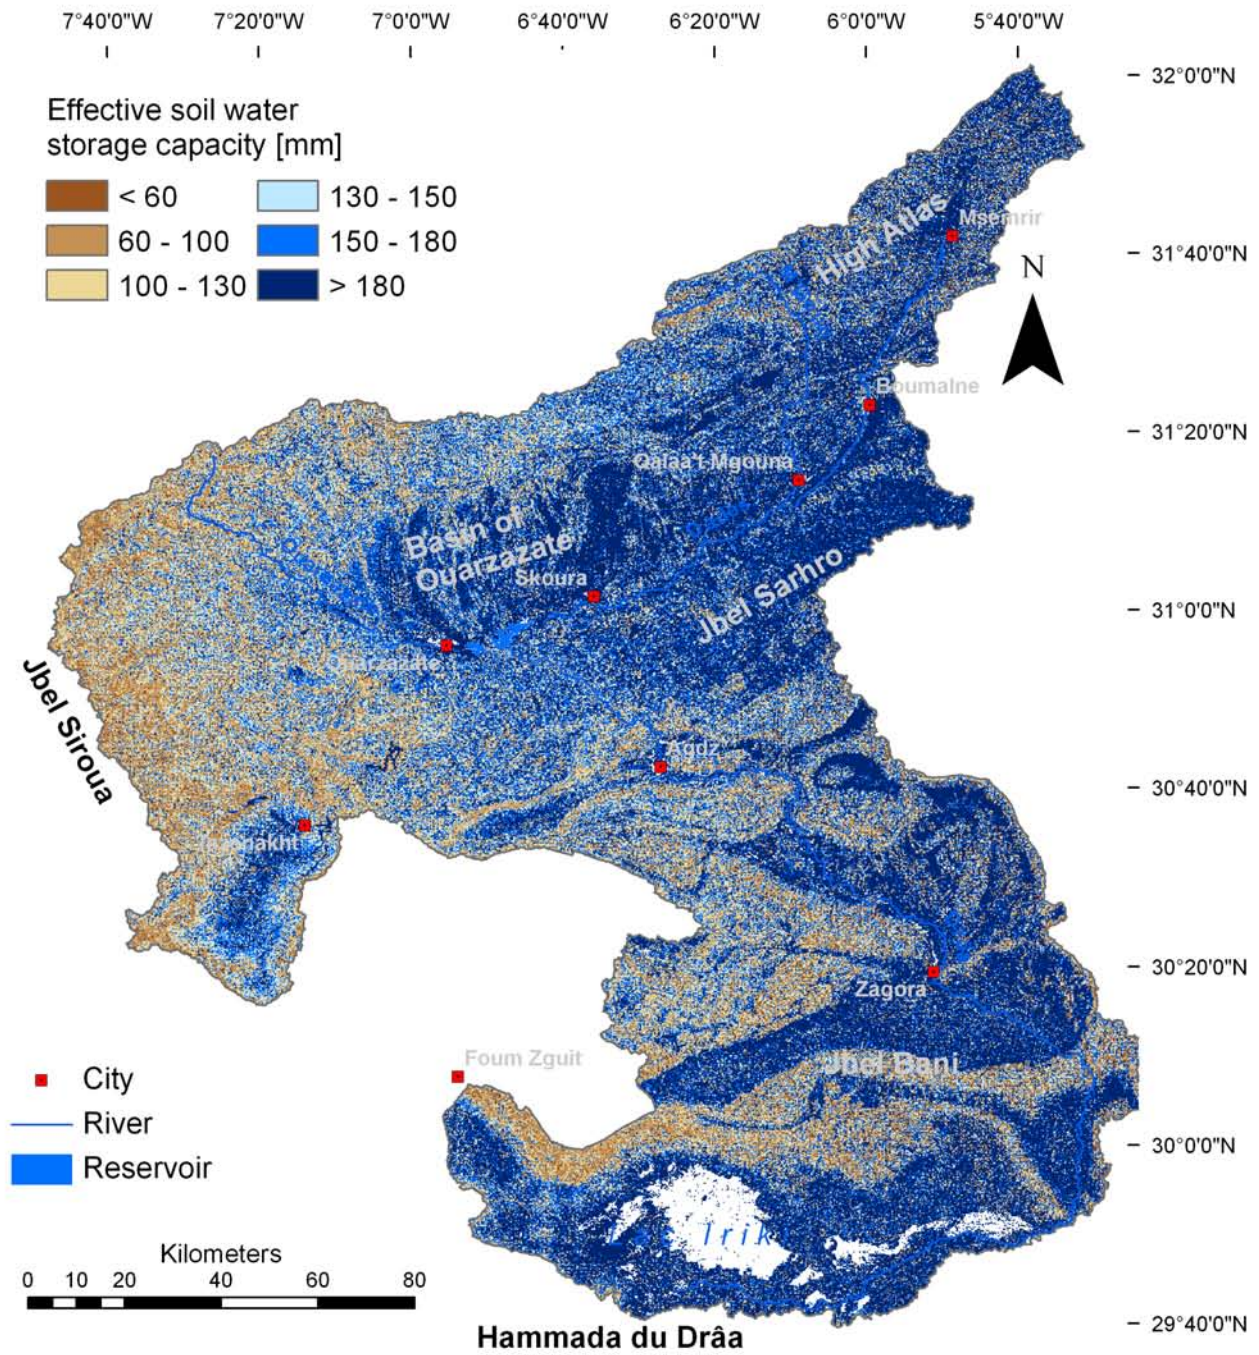 7°40'0"W 7°20'0"W 7°0'0"W 6°40'0"W 6°20'0"W 6°0'0"W 5°40'0"W
32°0'0"N
Effective soil water
storage capacity [mm]
< 60 130 - 150
60 - 100 150 - 180
100 - 130 > 180
Msemrir
High Atlas
31°40'0"N
N
Boumalne
31°20'0"N
Qalaa't Mgouna
Basin of
Ouarzazate
Skoura
Jbel Sarhro
31°0'0"N
Ouarzazate
Jbel Siroua
Agdz
30°40'0"N
30°20'0"N
Zagora
Foum Zguit
Jbel Bani
City
River
Reservoir
30°0'0"N
Irik
Kilometers
0 10 20 40 60 80
29°40'0"N
Hammada du Drâa